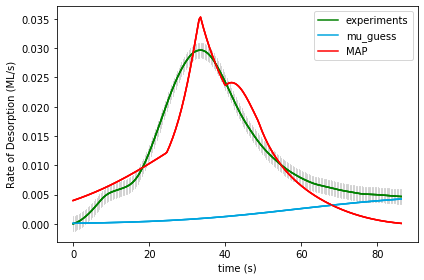 experiments
mu_guess
MAP
Rate of Desorption (ML/s)
0.035
0.030
0.025
0.020
0.015
0.010
0.005
0.000
0
20
40
60
80
time (s)